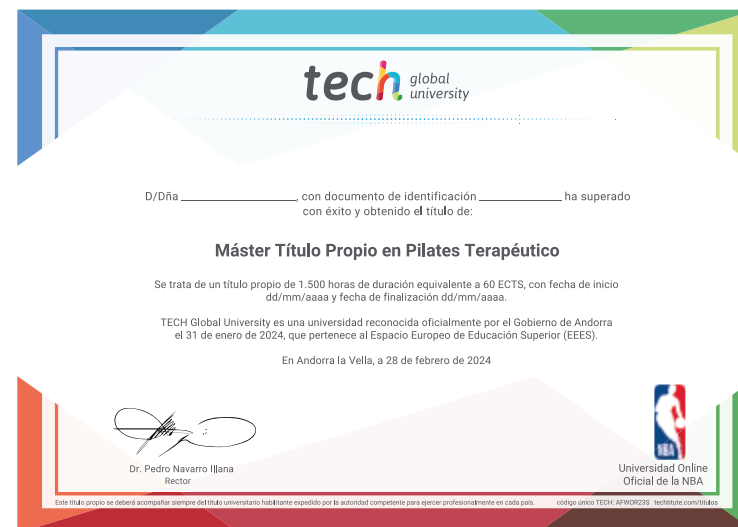 tech global university
D/Dña ____________, con documento de identificación ____________ ha superado
con éxito y obtenido el título de:
Máster Título Propio en Pilates Terapéutico
Se trata de un título propio de 1.500 horas de duración equivalente a 60 ECTS, con fecha de inicio
dd/mm/aaaa y fecha de finalización dd/mm/aaaa.
TECH Global University es una universidad reconocida oficialmente por el Gobierno de Andorra
el 31 de enero de 2024, que pertenece al Espacio Europeo de Educación Superior (EEES).
En Andorra la Vella, a 28 de febrero de 2024
Dr. Pedro Navarro Illana
Rector
NBA
Universidad Online
Oficial de la NBA
Este título propio se deberá acompañar siempre del título universitario habilitante expedido por la autoridad competente para ejercer profesionalmente en cada país. código único TECH: AFWOR23S techtitute.com/titulos